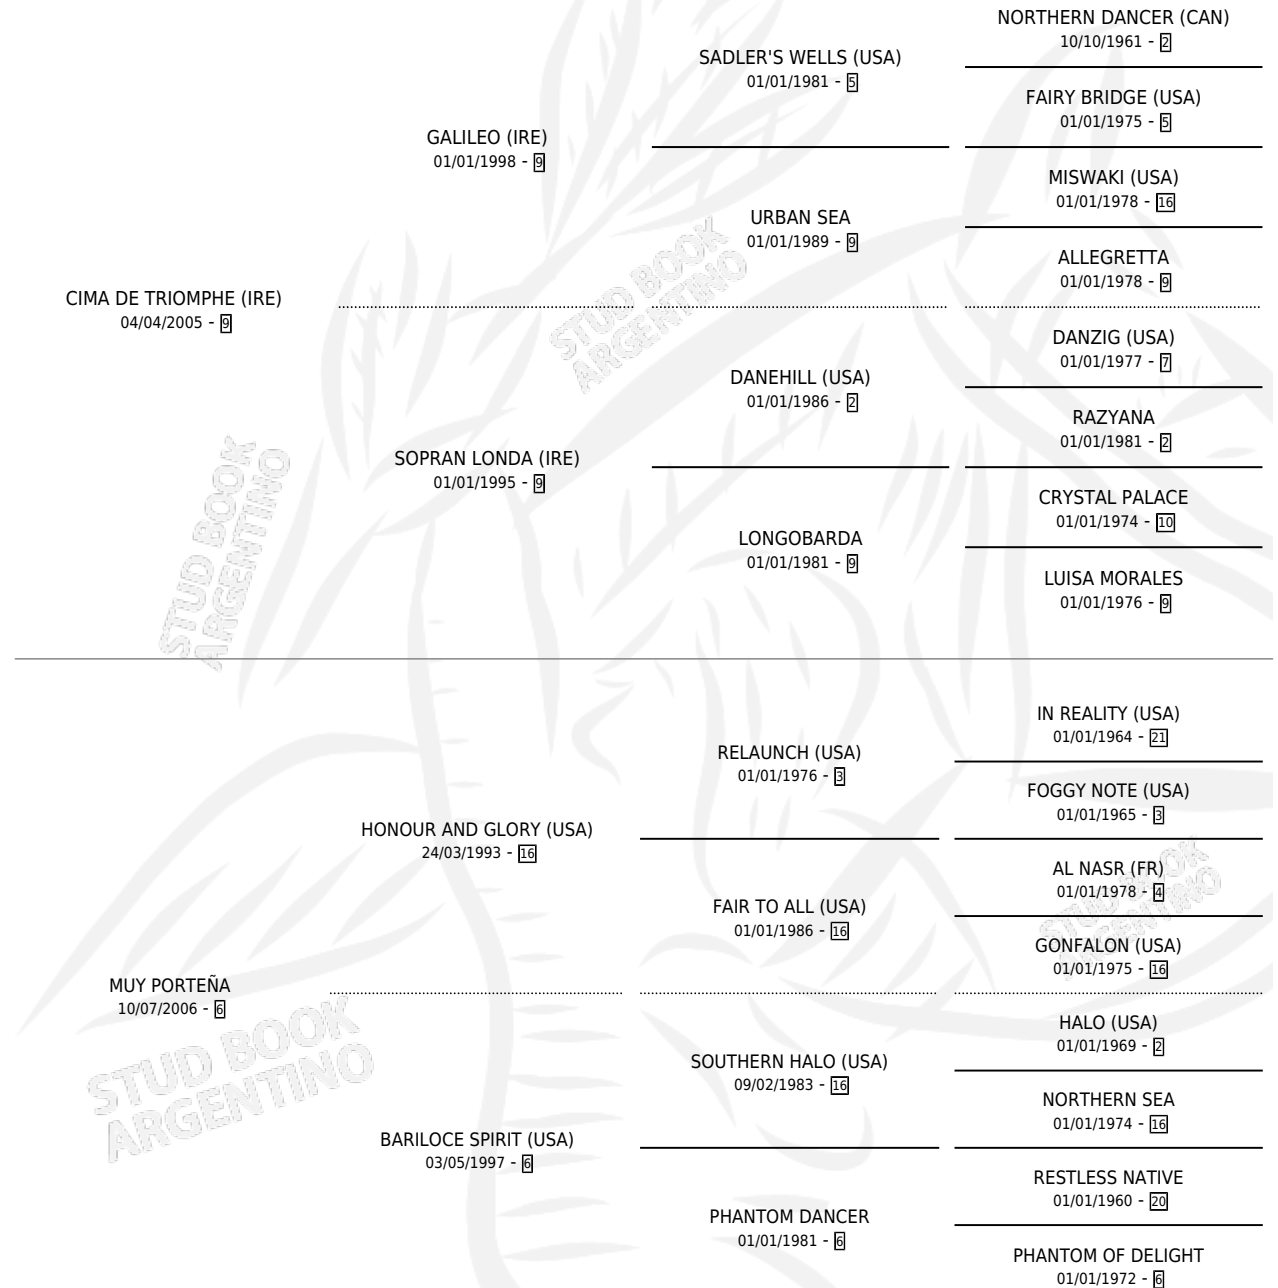 NORTHERN DANCER (CAN)
10/10/1961 - 2
SADLER'S WELLS (USA)
01/01/1981 - 5
FAIRY BRIDGE (USA)
01/01/1975 - 5
GALILEO (IRE)
01/01/1998 - 9
MISWAKI (USA)
01/01/1978 - 16
URBAN SEA
01/01/1989 - 9
ALLEGRETTA
01/01/1978 - 9
CIMA DE TRIOMPHE (IRE)
04/04/2005 - 9
DANZIG (USA)
01/01/1977 - 7
DANEHILL (USA)
01/01/1986 - 2
RAZYANA
01/01/1981 - 2
SOPRAN LONDA (IRE)
01/01/1995 - 9
CRYSTAL PALACE
01/01/1974 - 10
LONGOBARDA
01/01/1981 - 9
LUISA MORALES
01/01/1976 - 9
IN REALITY (USA)
01/01/1964 - 21
RELAUNCH (USA)
01/01/1976 - 3
FOGGY NOTE (USA)
01/01/1965 - 3
HONOUR AND GLORY (USA)
24/03/1993 - 16
AL NASR (FR)
01/01/1978 - 4
FAIR TO ALL (USA)
01/01/1986 - 16
GONFALON (USA)
01/01/1975 - 16
MUY PORTEÑA
10/07/2006 - 6
HALO (USA)
01/01/1969 - 2
SOUTHERN HALO (USA)
09/02/1983 - 16
NORTHERN SEA
01/01/1974 - 16
BARILOCE SPIRIT (USA)
03/05/1997 - 6
RESTLESS NATIVE
01/01/1960 - 20
PHANTOM DANCER
01/01/1981 - 6
PHANTOM OF DELIGHT
01/01/1972 - 6
STUD BOOK
ARGENTINO
STUD BOOK
ARGENTINO
STUD BOOK
ARGENTINO
STUD BOOK
ARGENTINO